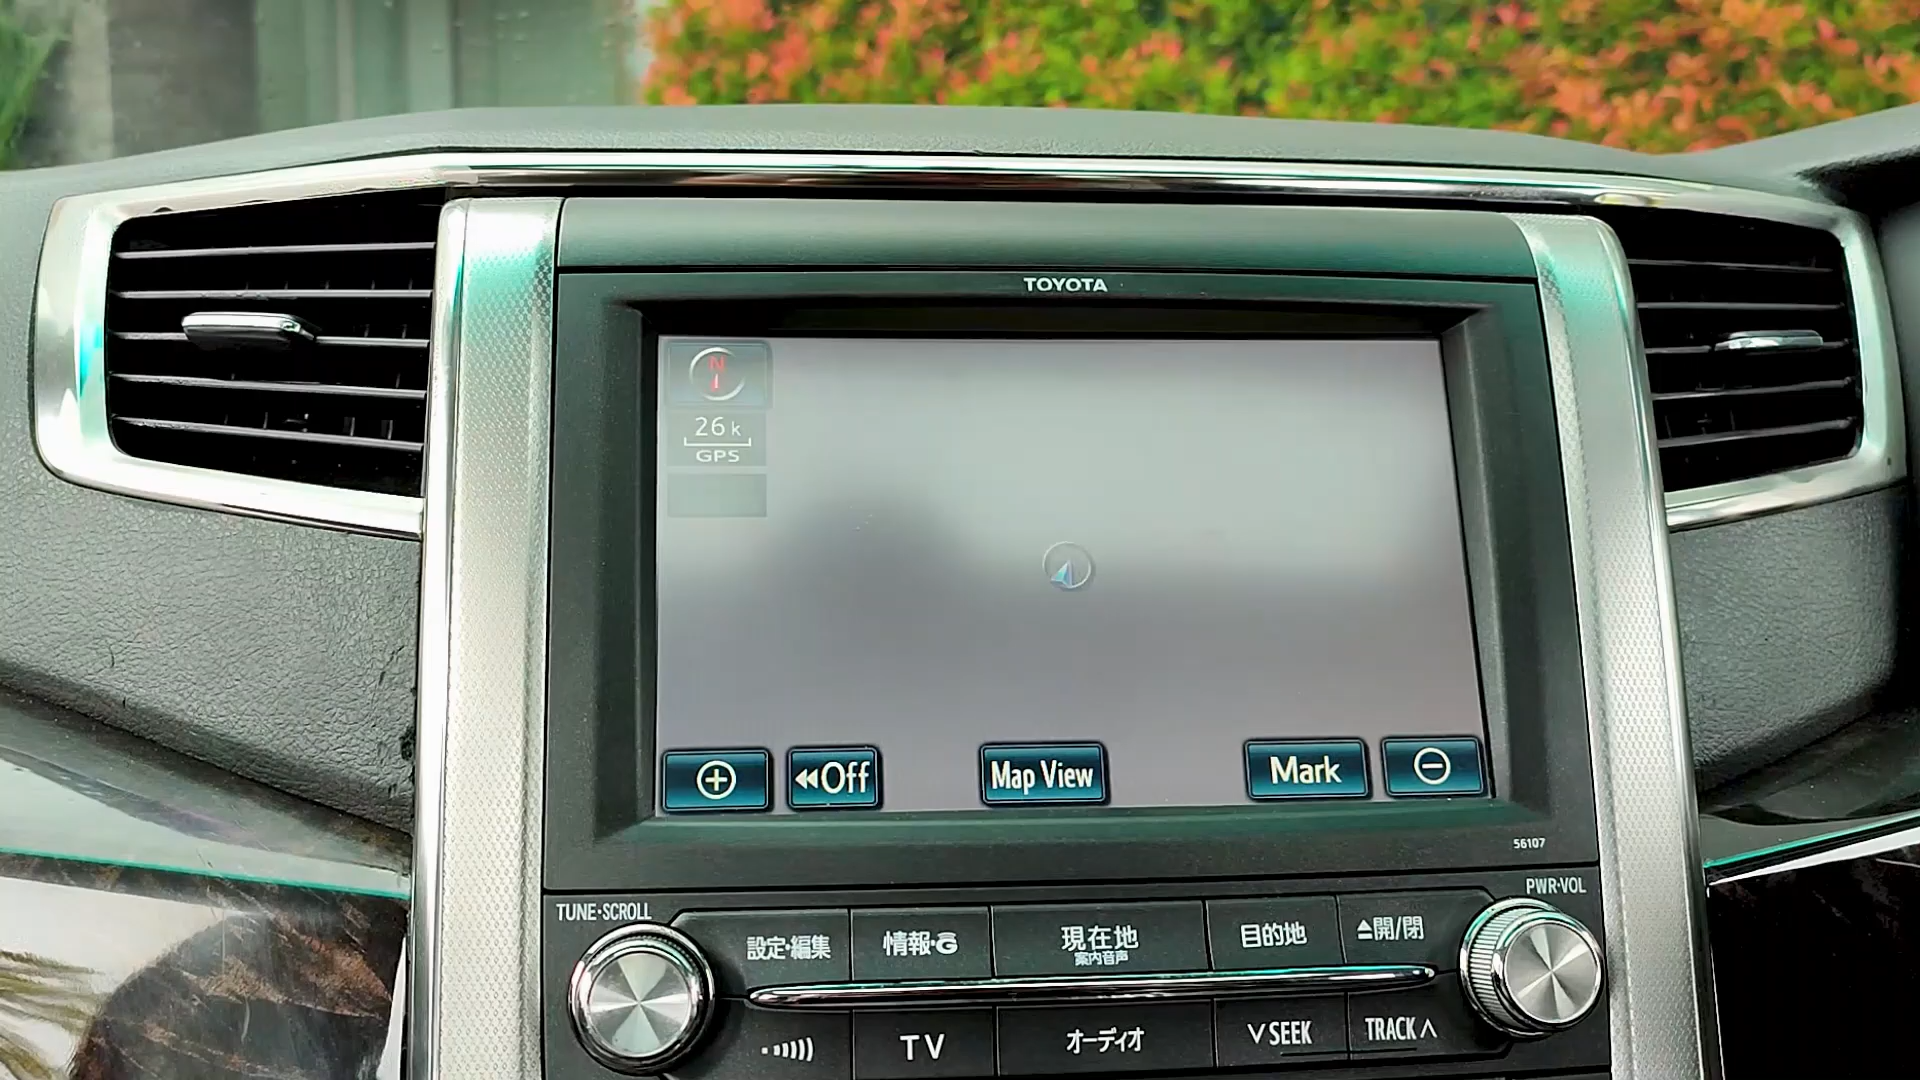 TOYOTA
N
26k
GPS
Off
Map View
Mark
56107
TUNE·SCROLL
PWR·VOL
設定·編集
情報·G
現在地
案内音声
目的地
開/閉
TV
オーディオ
SEEK
TRACK